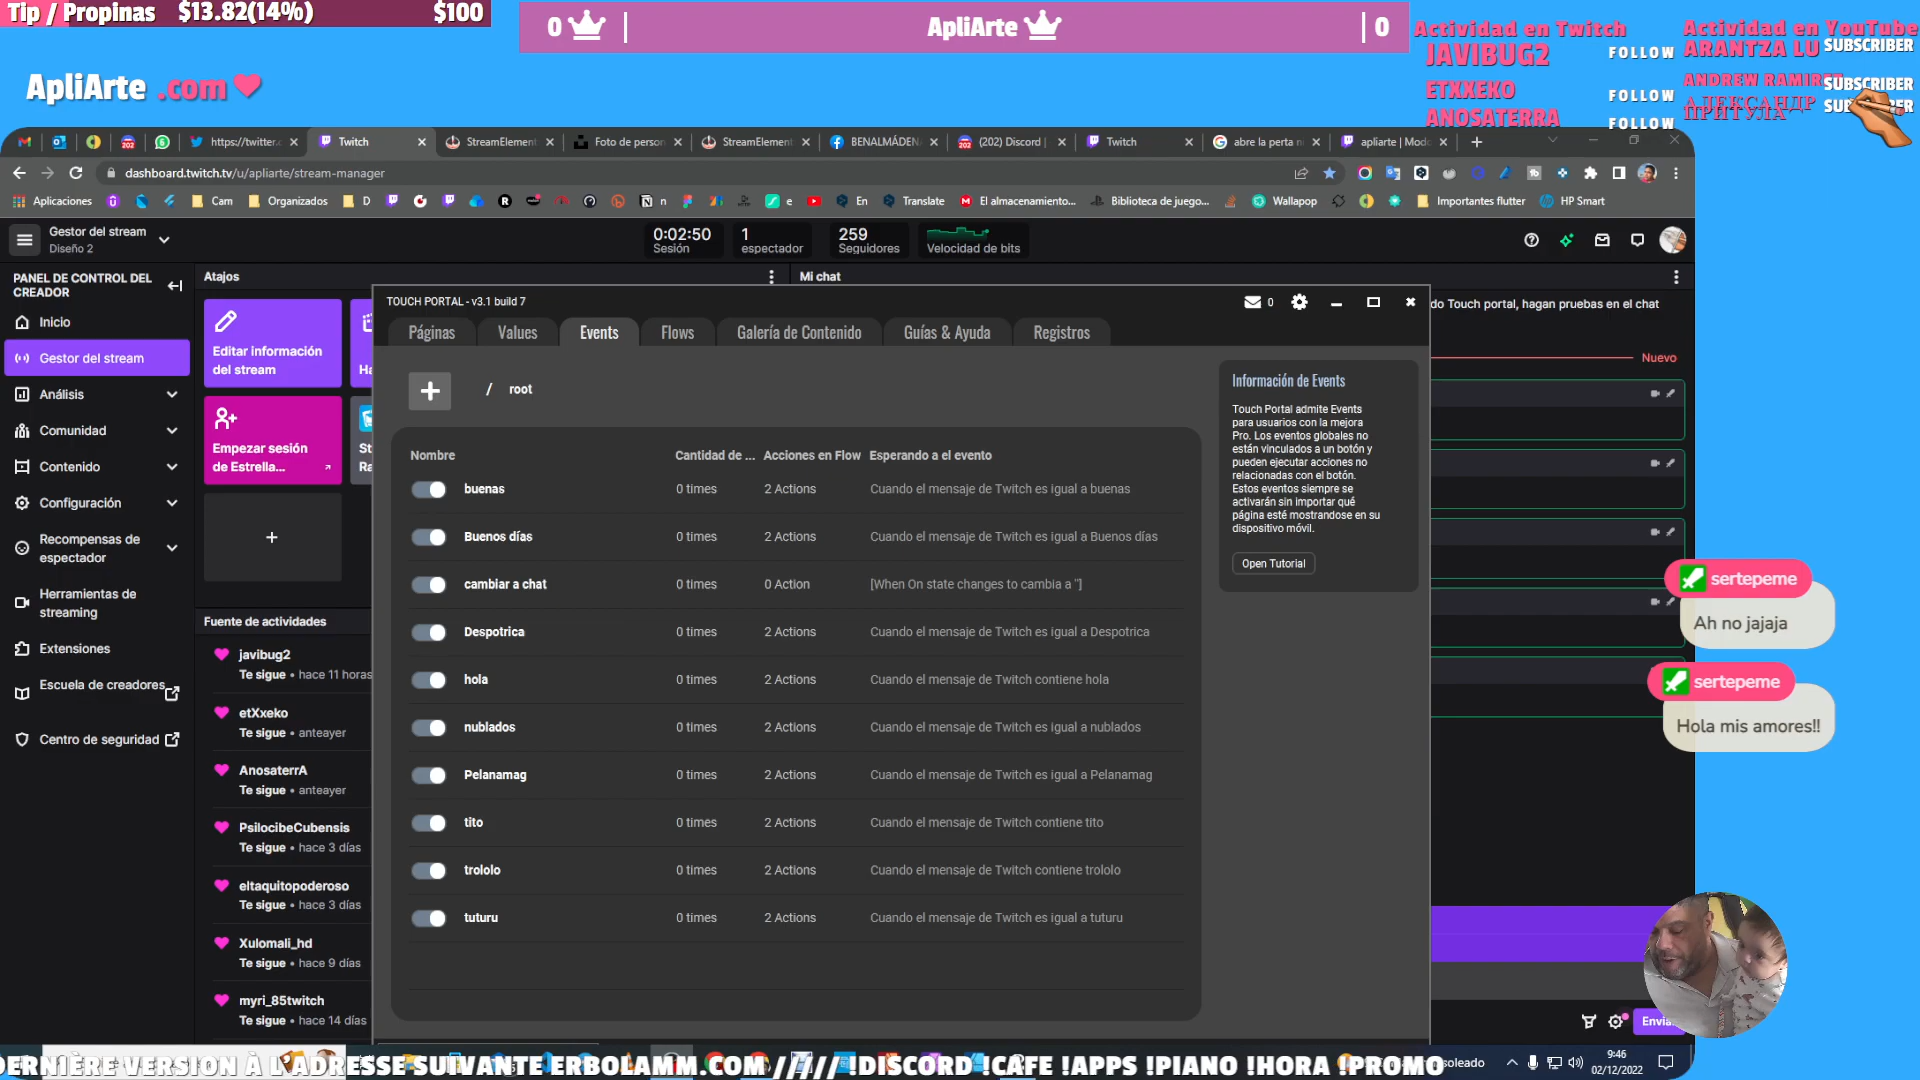 Tip / Propinas $13.82(14%) $100
0 ApliArte 0
Actividad en Twitch
JAVIBUG2 FOLLOW
ETXXEKO FOLLOW
ANOSATERRA FOLLOW
Actividad en YouTube
ARANTZA LU SUBSCRIBER
SUBSCRIBER
АЛЕКСАНДР
ПРИТУЛА
ApliArte .com
https://twitter.c
Twitch
StreamElement
Foto de person
StreamElement
BENALMÁDEN
(202) Discord |
Twitch
abre la perta n
apliarte | Mod
dashboard.twitch.tv/u/apliarte/stream-manager
Aplicaciones
Cam
Organizados
D
n
e
En
Translate
El almacenamiento...
Biblioteca de juego...
Wallapop
Importantes flutter
HP Smart
Gestor del stream
Diseño 2
0:02:50
Sesión
1
espectador
259
Seguidores
Velocidad de bits
PANEL DE CONTROL DEL
CREADOR
Inicio
Gestor del stream
Análisis
Comunidad
Contenido
Configuración
Recompensas de
espectador
Herramientas de
streaming
Extensiones
Escuela de creadores
Centro de seguridad
Atajos
Editar información
del stream
Ha
Empezar sesión
de Estrella...
St
Ra
Fuente de actividades
javibug2
Te sigue • hace 11 horas
etXxeko
Te sigue • anteayer
AnosaterrA
Te sigue • anteayer
PsilocibeCubensis
Te sigue • hace 3 días
eltaquitopoderoso
Te sigue • hace 3 días
Xulomali_hd
Te sigue • hace 9 días
myri_85twitch
Te sigue • hace 14 días
Mi chat
do Touch portal, hagan pruebas en el chat
Nuevo
TOUCH PORTAL - v3.1 build 7
0
Páginas
Values
Events
Flows
Galería de Contenido
Guías & Ayuda
Registros
/ root
Nombre Cantidad de ... Acciones en Flow Esperando a el evento
buenas 0 times 2 Actions Cuando el mensaje de Twitch es igual a buenas
Buenos días 0 times 2 Actions Cuando el mensaje de Twitch es igual a Buenos días
cambiar a chat 0 times 0 Action [When On state changes to cambia a '']
Despotrica 0 times 2 Actions Cuando el mensaje de Twitch es igual a Despotrica
hola 0 times 2 Actions Cuando el mensaje de Twitch contiene hola
nublados 0 times 2 Actions Cuando el mensaje de Twitch es igual a nublados
Pelanamag 0 times 2 Actions Cuando el mensaje de Twitch es igual a Pelanamag
tito 0 times 2 Actions Cuando el mensaje de Twitch contiene tito
trololo 0 times 2 Actions Cuando el mensaje de Twitch contiene trololo
tuturu 0 times 2 Actions Cuando el mensaje de Twitch es igual a tuturu
Información de Events
Touch Portal admite Events
para usuarios con la mejora
Pro. Los eventos globales no
están vinculados a un botón y
pueden ejecutar acciones no
relacionadas con el botón.
Estos eventos siempre se
activarán sin importar qué
página esté mostrandose en su
dispositivo móvil.
Open Tutorial
sertepeme
Ah no jajaja
sertepeme
Hola mis amores!!
DERNIÈRE VERSION À L'ADRESSE SUIVANTE ERBOLAMM.COM ///// !DISCORD !CAFE !APPS !PIANO !HORA !PROMO
soleado
9:46
02/12/2022